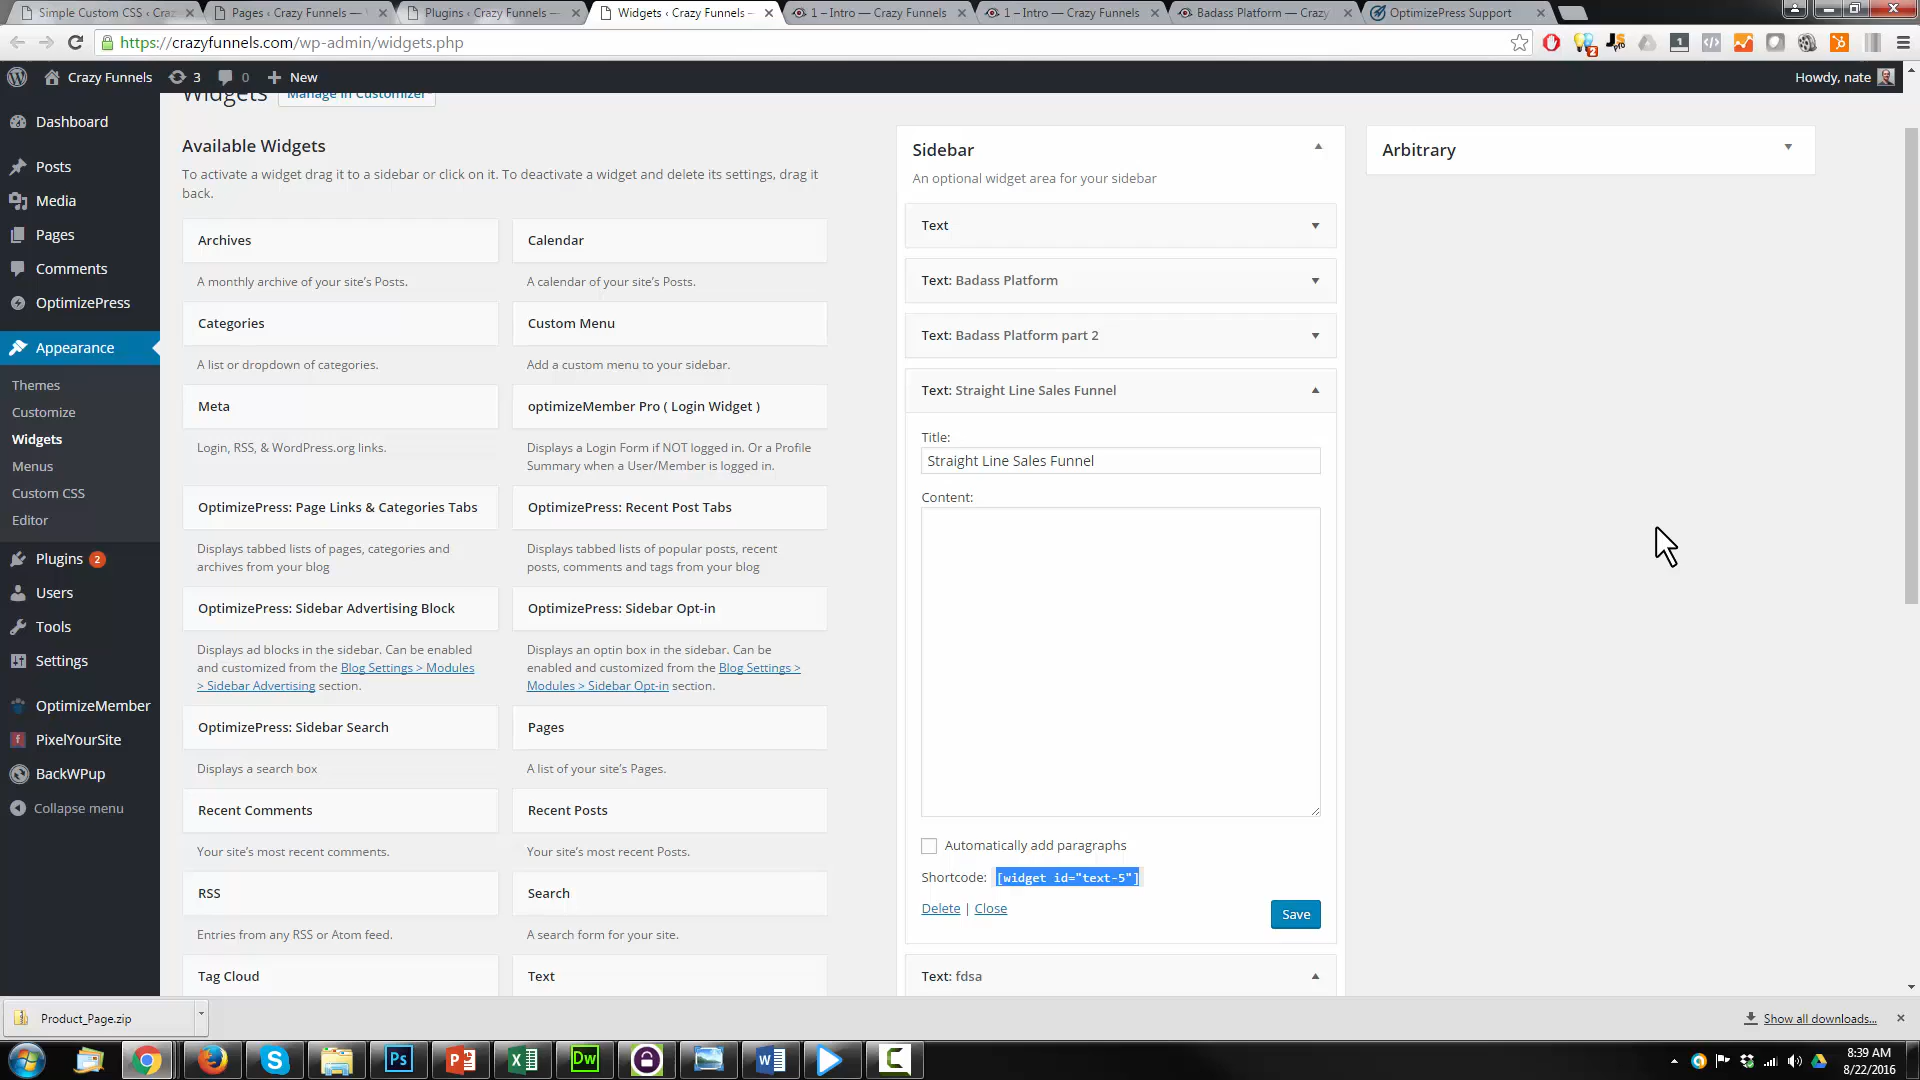 Simple Custom CSS ‹ Craz
Pages ‹ Crazy Funnels —
Plugins ‹ Crazy Funnels —
Widgets ‹ Crazy Funnels —
1 – Intro — Crazy Funnels
1 – Intro — Crazy Funnels
Badass Platform — Crazy
OptimizePress Support
https://crazyfunnels.com/wp-admin/widgets.php
Crazy Funnels
3
0
New
Howdy, nate
Widgets
Manage in Customizer
Dashboard
Posts
Media
Pages
Comments
OptimizePress
Appearance
Themes
Customize
Widgets
Menus
Custom CSS
Editor
Plugins 2
Users
Tools
Settings
OptimizeMember
PixelYourSite
BackWPup
Collapse menu
Available Widgets
To activate a widget drag it to a sidebar or click on it. To deactivate a widget and delete its settings, drag it
back.
Archives
A monthly archive of your site's Posts.
Calendar
A calendar of your site's Posts.
Categories
A list or dropdown of categories.
Custom Menu
Add a custom menu to your sidebar.
Meta
Login, RSS, & WordPress.org links.
optimizeMember Pro ( Login Widget )
Displays a Login Form if NOT logged in. Or a Profile
Summary when a User/Member is logged in.
OptimizePress: Page Links & Categories Tabs
Displays tabbed lists of pages, categories and
archives from your blog
OptimizePress: Recent Post Tabs
Displays tabbed lists of popular posts, recent
posts, comments and tags from your blog
OptimizePress: Sidebar Advertising Block
Displays ad blocks in the sidebar. Can be enabled
and customized from the Blog Settings > Modules
> Sidebar Advertising section.
OptimizePress: Sidebar Opt-in
Displays an optin box in the sidebar. Can be
enabled and customized from the Blog Settings >
Modules > Sidebar Opt-in section.
OptimizePress: Sidebar Search
Displays a search box
Pages
A list of your site's Pages.
Recent Comments
Your site's most recent comments.
Recent Posts
Your site's most recent Posts.
RSS
Entries from any RSS or Atom feed.
Search
A search form for your site.
Tag Cloud
Text
Sidebar
An optional widget area for your sidebar
Text
Text: Badass Platform
Text: Badass Platform part 2
Text: Straight Line Sales Funnel
Title:
Straight Line Sales Funnel
Content:
Automatically add paragraphs
Shortcode: [widget id="text-5"]
Delete | Close
Save
Text: fdsa
Arbitrary
Product_Page.zip
Show all downloads...
Ps
Dw
8:39 AM
8/22/2016